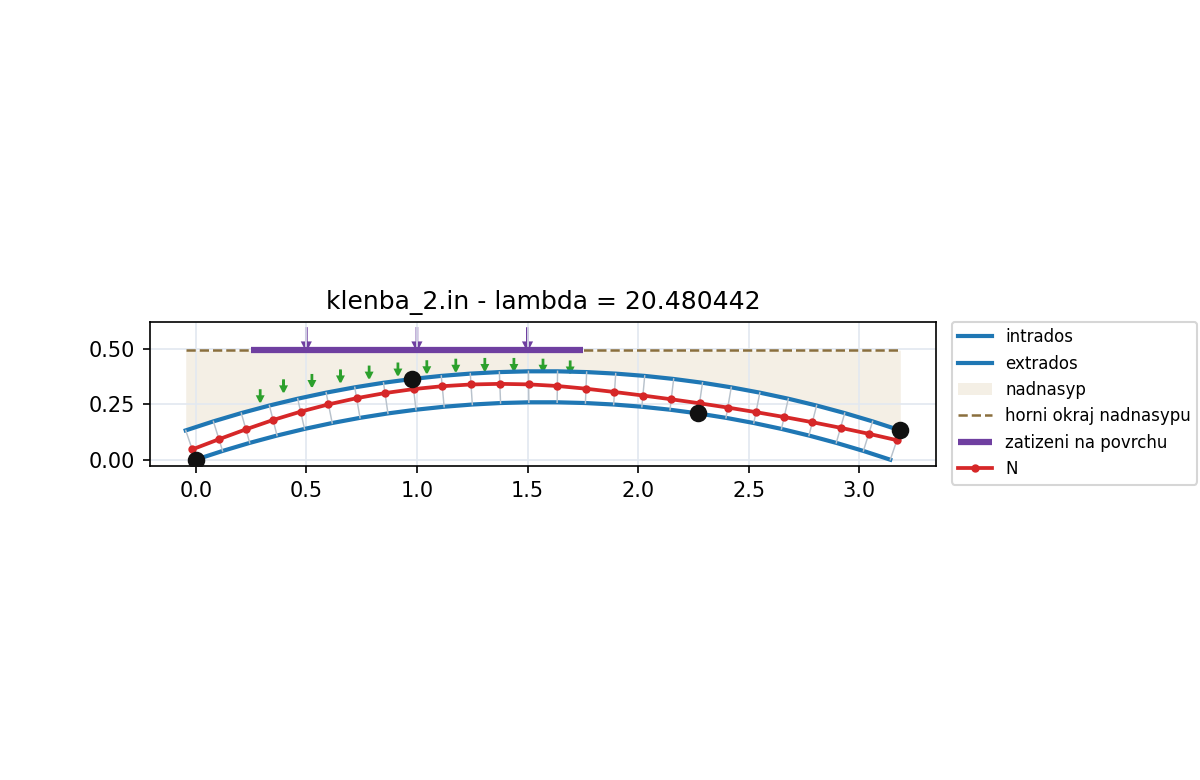 klenba_2.in - lambda = 20.480442
0.50
0.25
0.00
0.0 0.5 1.0 1.5 2.0 2.5 3.0
intrados
extrados
nadnasyp
horni okraj nadnasypu
zatizeni na povrchu
N